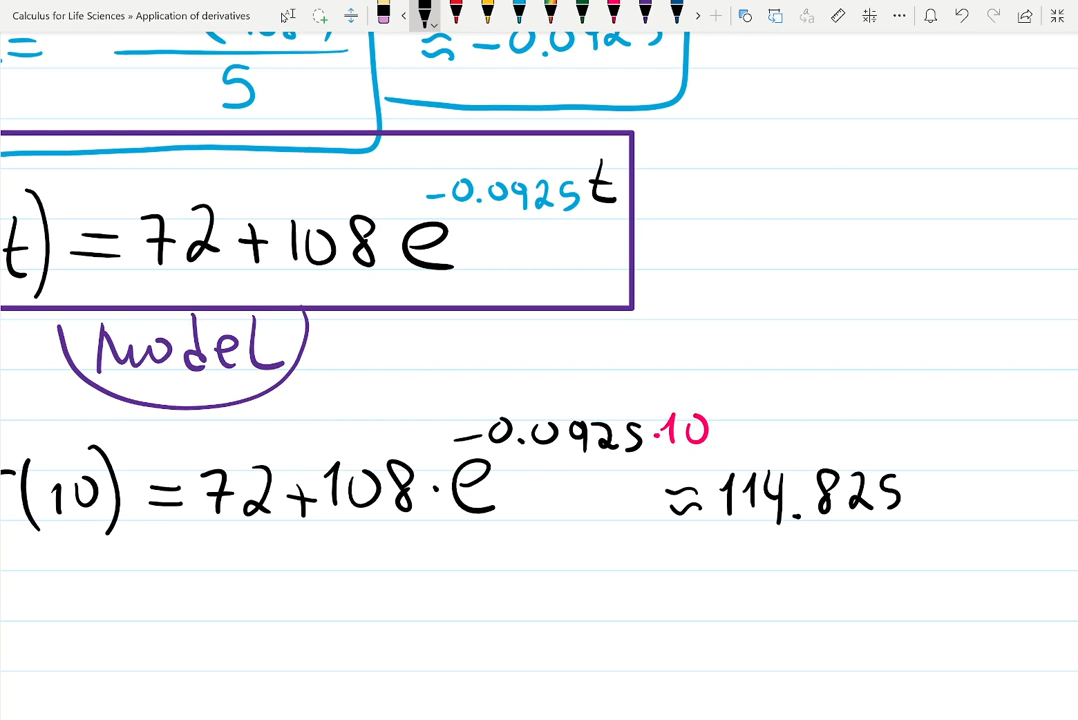 Calculus for Life Sciences » Application of derivatives
=
5
≈ -0.0925
t) = 72 + 108 e^-0.0925t
Model
(10) = 72 + 108 · e^-0.0925·10 ≈ 114.825